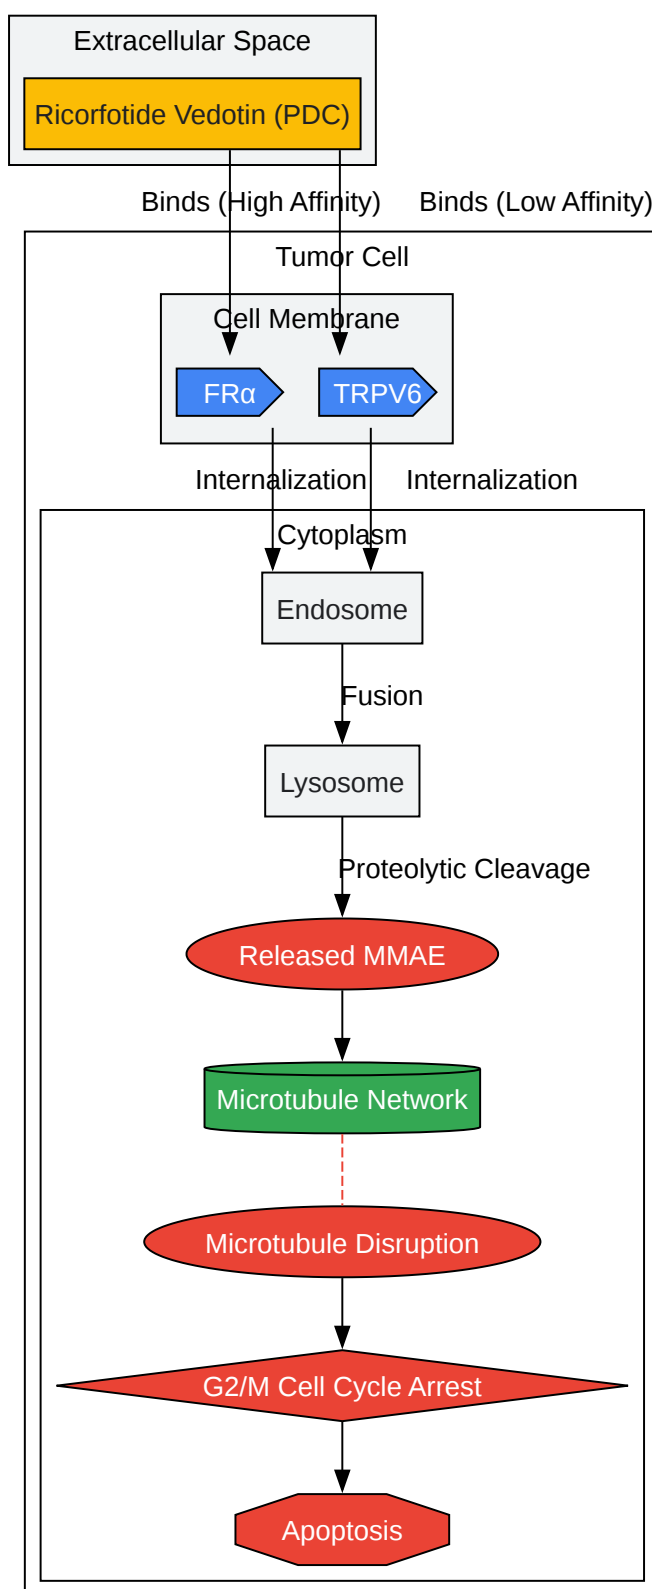 Extracellular Space
Ricorfotide Vedotin (PDC)
Binds (High Affinity)
Binds (Low Affinity)
Tumor Cell
Cell Membrane
FRα
TRPV6
Internalization
Internalization
Cytoplasm
Endosome
Fusion
Lysosome
Proteolytic Cleavage
Released MMAE
Microtubule Network
Microtubule Disruption
G2/M Cell Cycle Arrest
Apoptosis